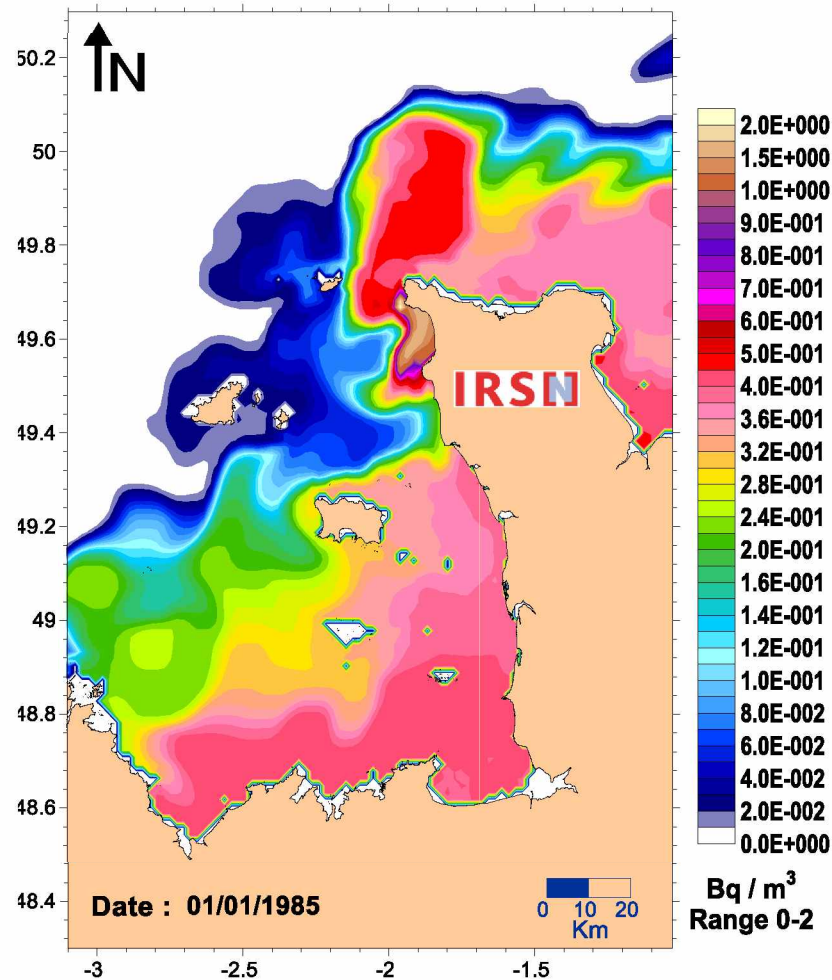 N
50.2
50
49.8
49.6
49.4
49.2
49
48.8
48.6
48.4
-3
-2.5
-2
-1.5
IRSN
Date : 01/01/1985
0 10 20
Km
2.0E+000
1.5E+000
1.0E+000
9.0E-001
8.0E-001
7.0E-001
6.0E-001
5.0E-001
4.0E-001
3.6E-001
3.2E-001
2.8E-001
2.4E-001
2.0E-001
1.6E-001
1.4E-001
1.2E-001
1.0E-001
8.0E-002
6.0E-002
4.0E-002
2.0E-002
0.0E+000
Bq / m³
Range 0-2